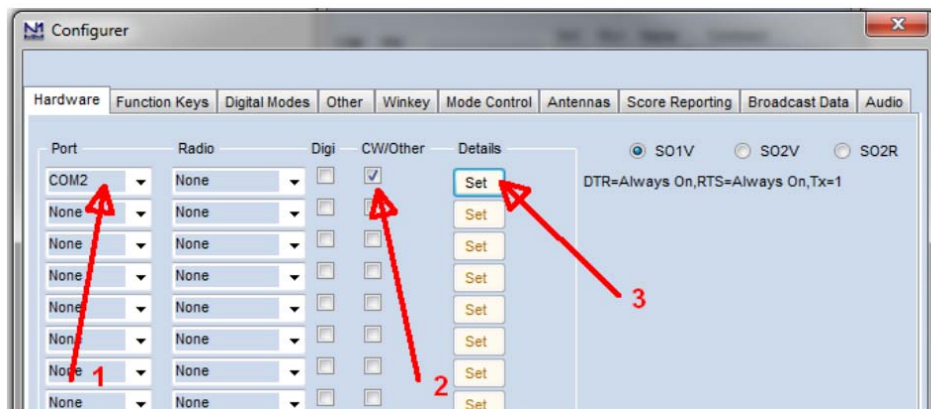 N1 Configurer
Hardware Function Keys Digital Modes Other Winkey Mode Control Antennas Score Reporting Broadcast Data Audio
Port Radio Digi CW/Other Details SO1V SO2V SO2R
COM2 None Set DTR=Always On,RTS=Always On,Tx=1
None None Set
None None Set
None None Set
None None Set
3
None None Set
None None Set
1 2
None None Set